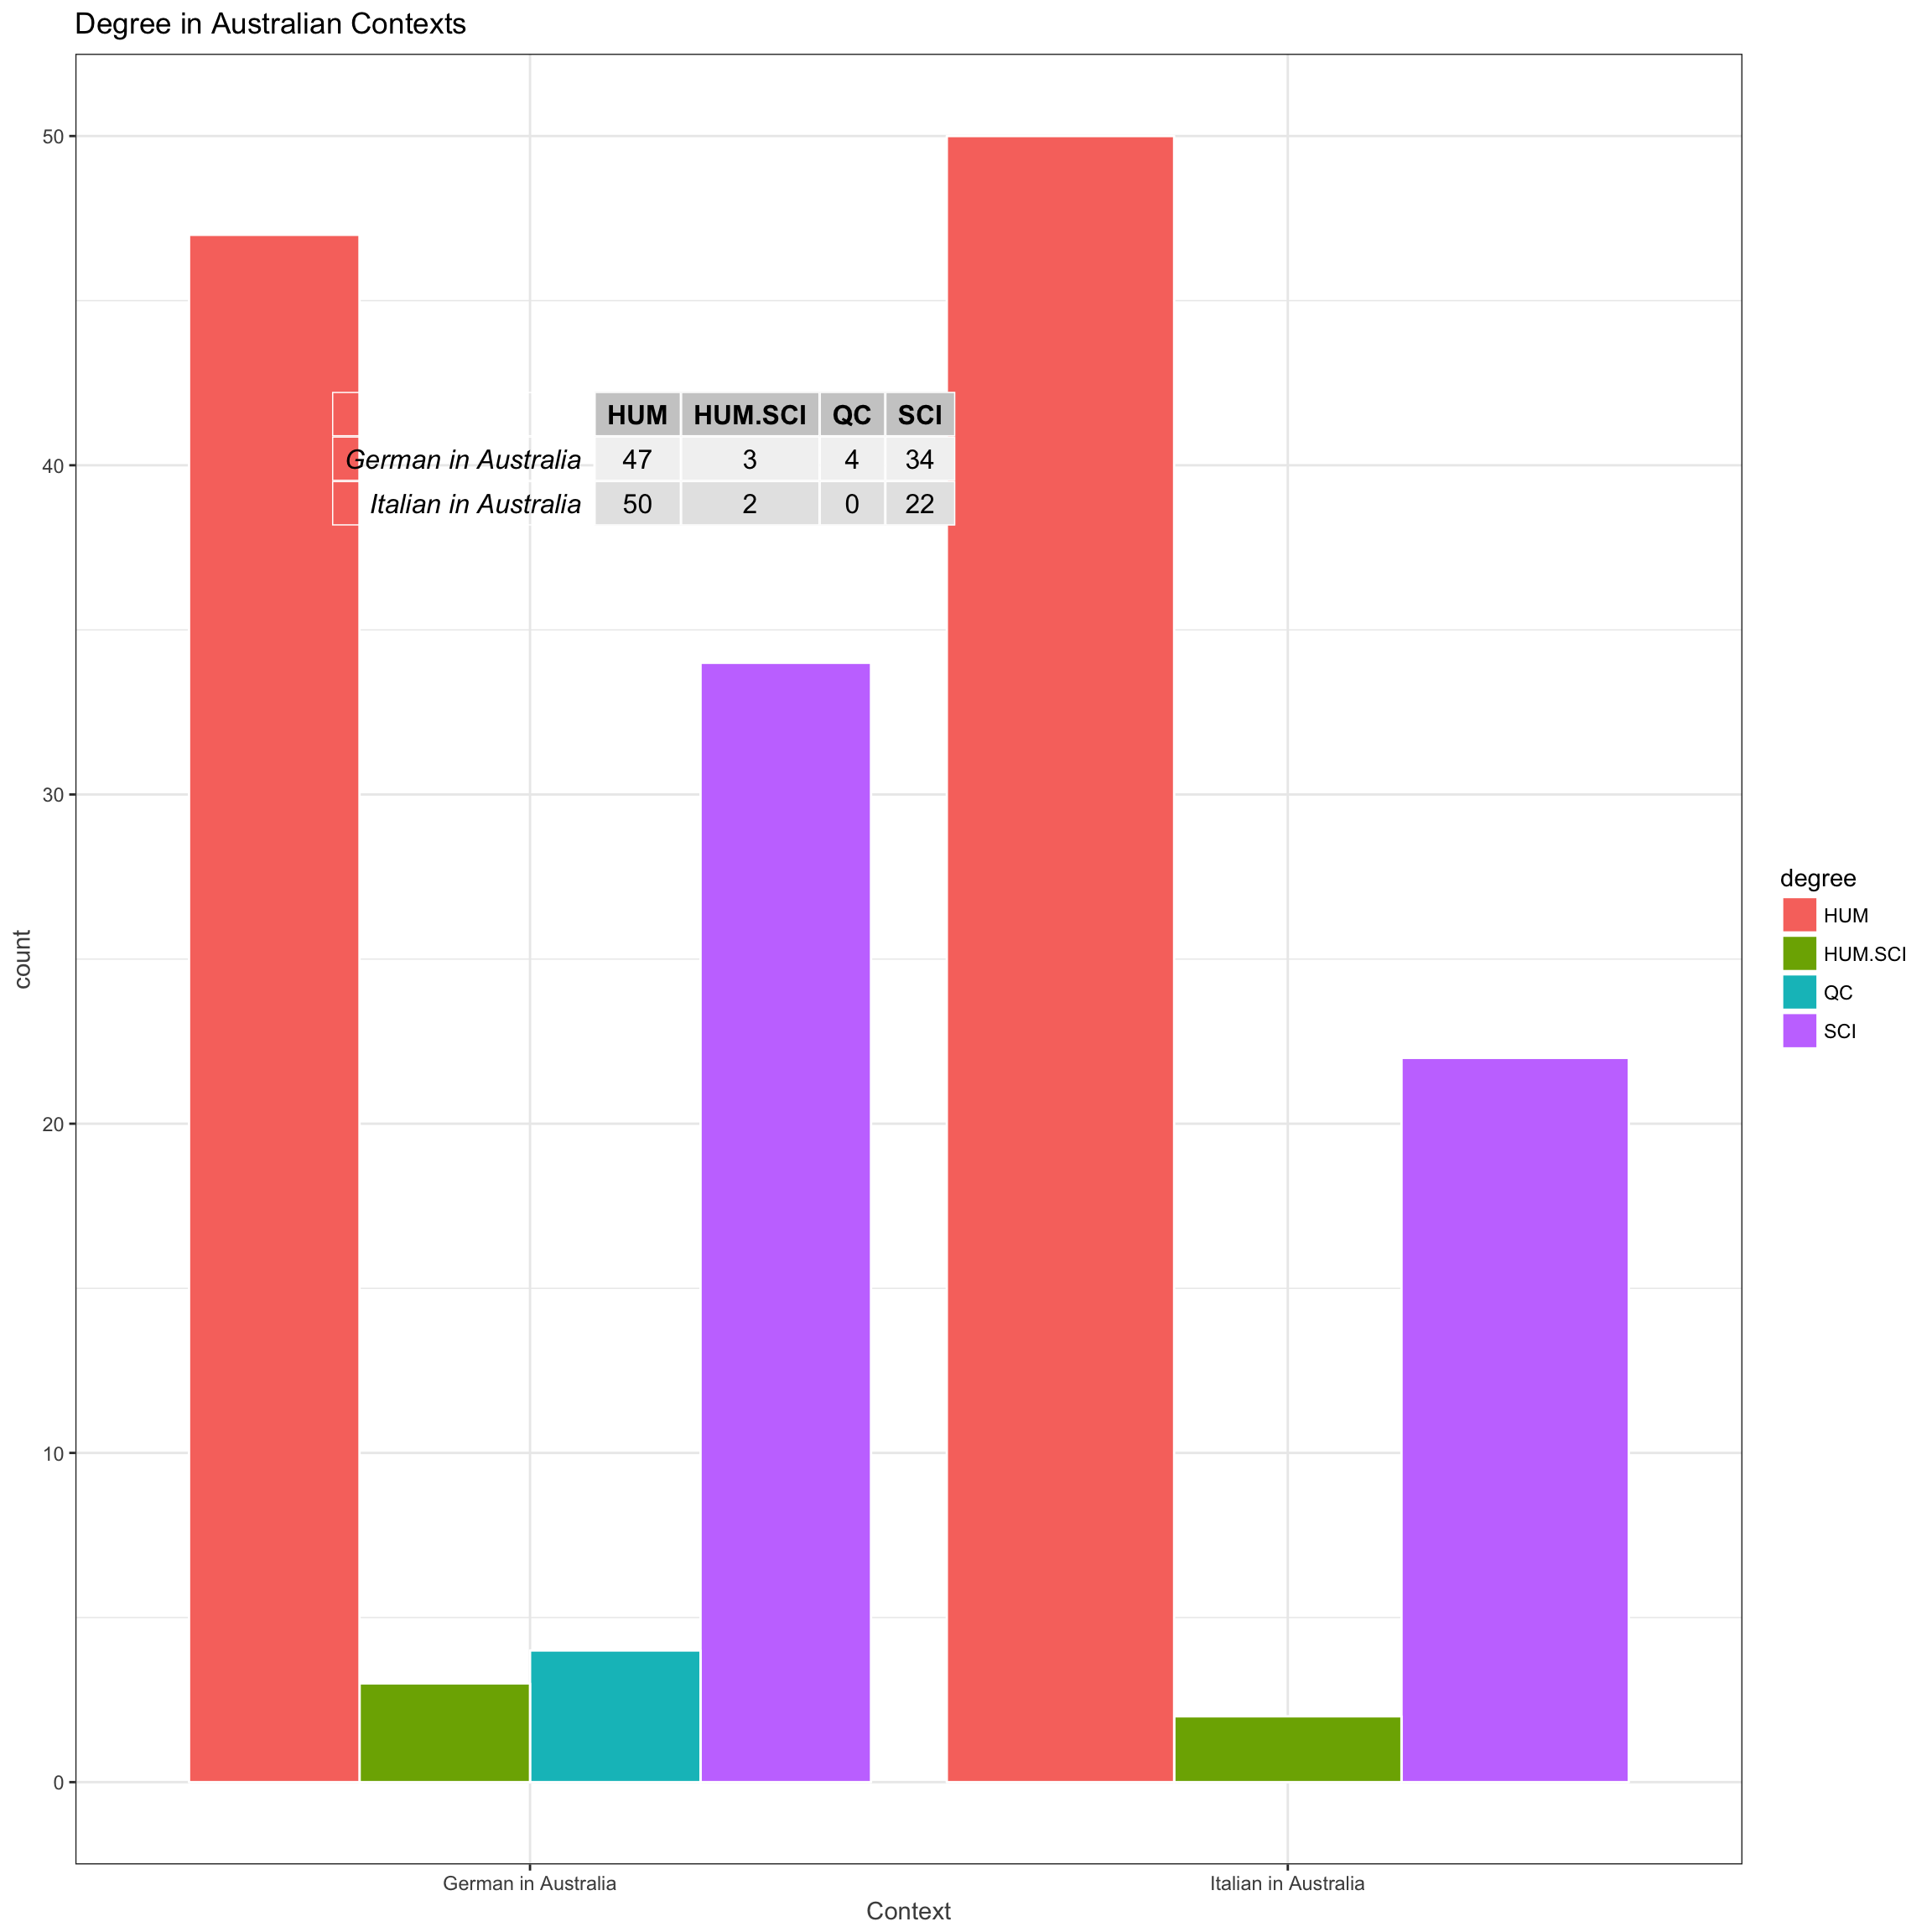 Degree in Australian Contexts
50
40
30
20
10
0
count
HUM HUM.SCI QC SCI
German in Australia 47 3 4 34
Italian in Australia 50 2 0 22
degree
HUM
HUM.SCI
QC
SCI
German in Australia Italian in Australia
Context